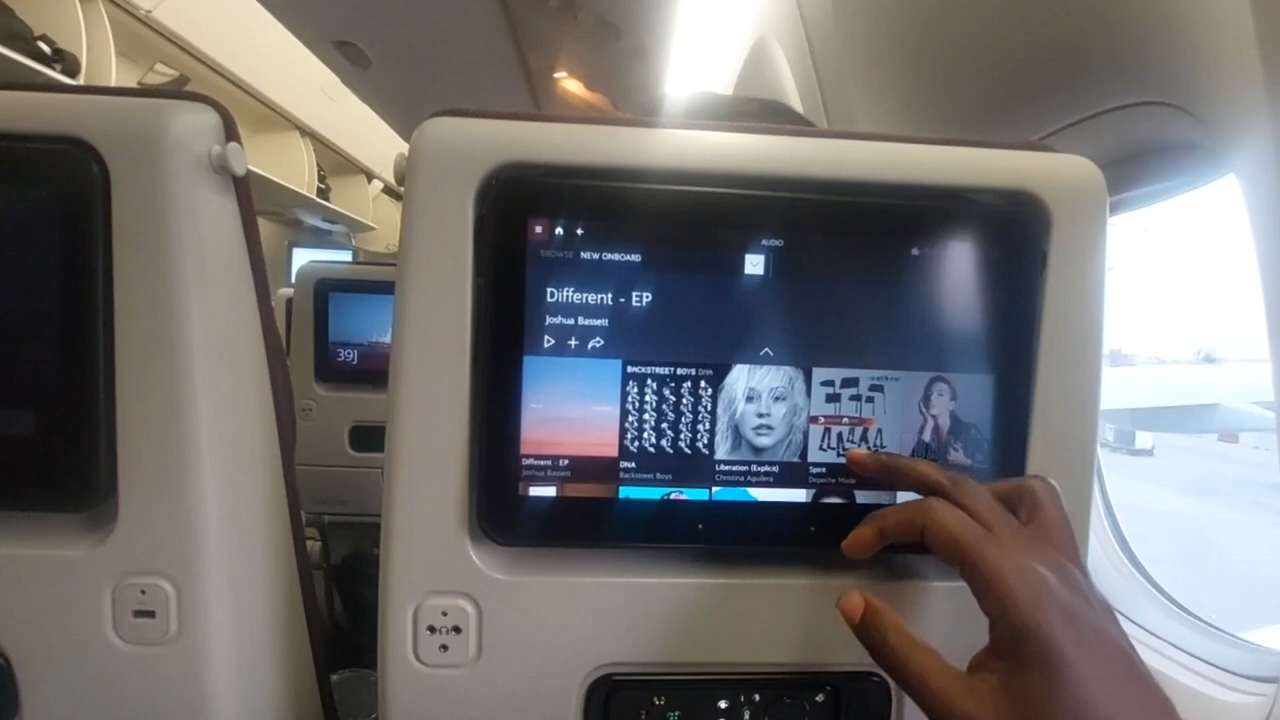 AUDIO
BROWSE NEW ONBOARD
Different - EP
Joshua Bassett
BACKSTREET BOYS DNA
Different - EP
Joshua Bassett
DNA
Backstreet Boys
Liberation (Explicit)
Christina Aguilera
Spirit
Depeche Mode
39J